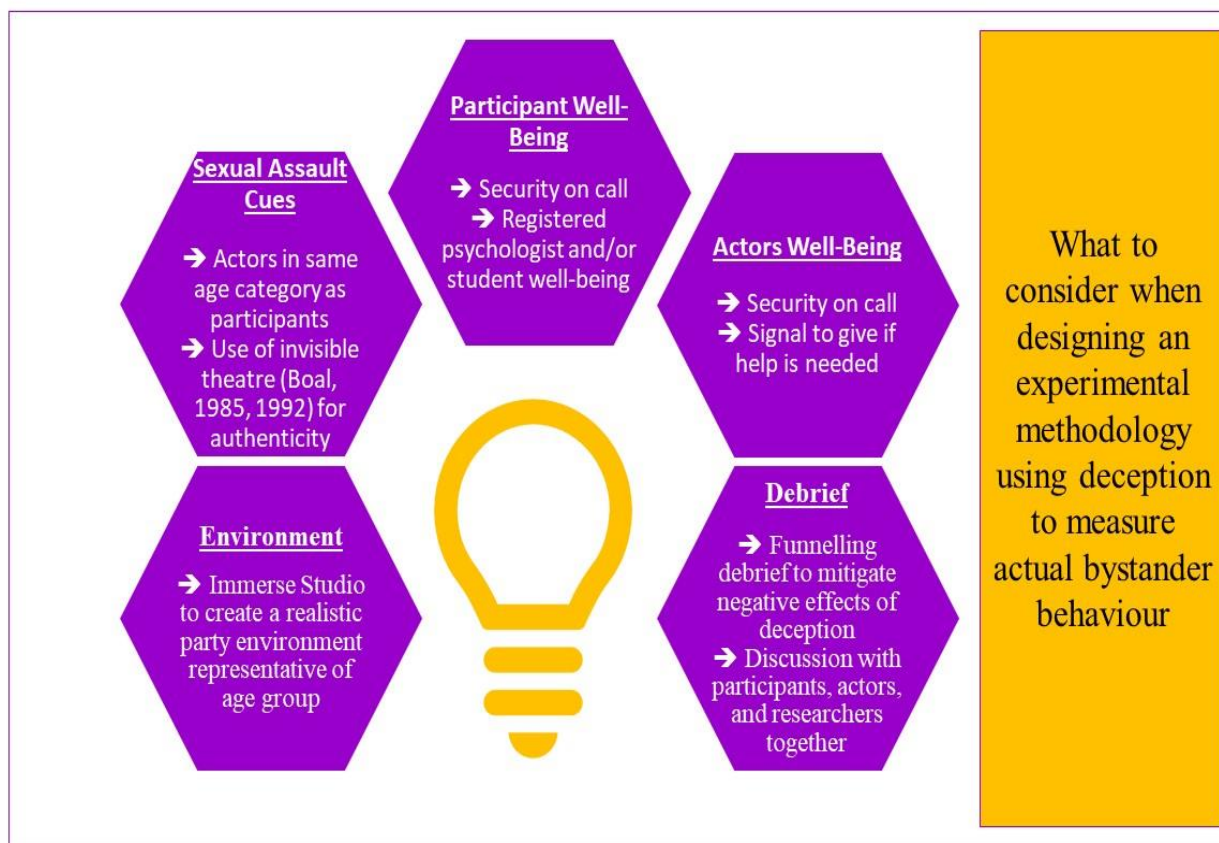 Participant Well-
Being
➔ Security on call
➔ Registered
psychologist and/or
student well-being
Sexual Assault
Cues
➔ Actors in same
age category as
participants
➔ Use of invisible
theatre (Boal,
1985, 1992) for
authenticity
Actors Well-Being
➔ Security on call
➔ Signal to give if
help is needed
Environment
➔ Immerse Studio
to create a realistic
party environment
representative of
age group
Debrief
➔ Funnelling
debrief to mitigate
negative effects of
deception
➔ Discussion with
participants, actors,
and researchers
together
What to
consider when
designing an
experimental
methodology
using deception
to measure
actual bystander
behaviour